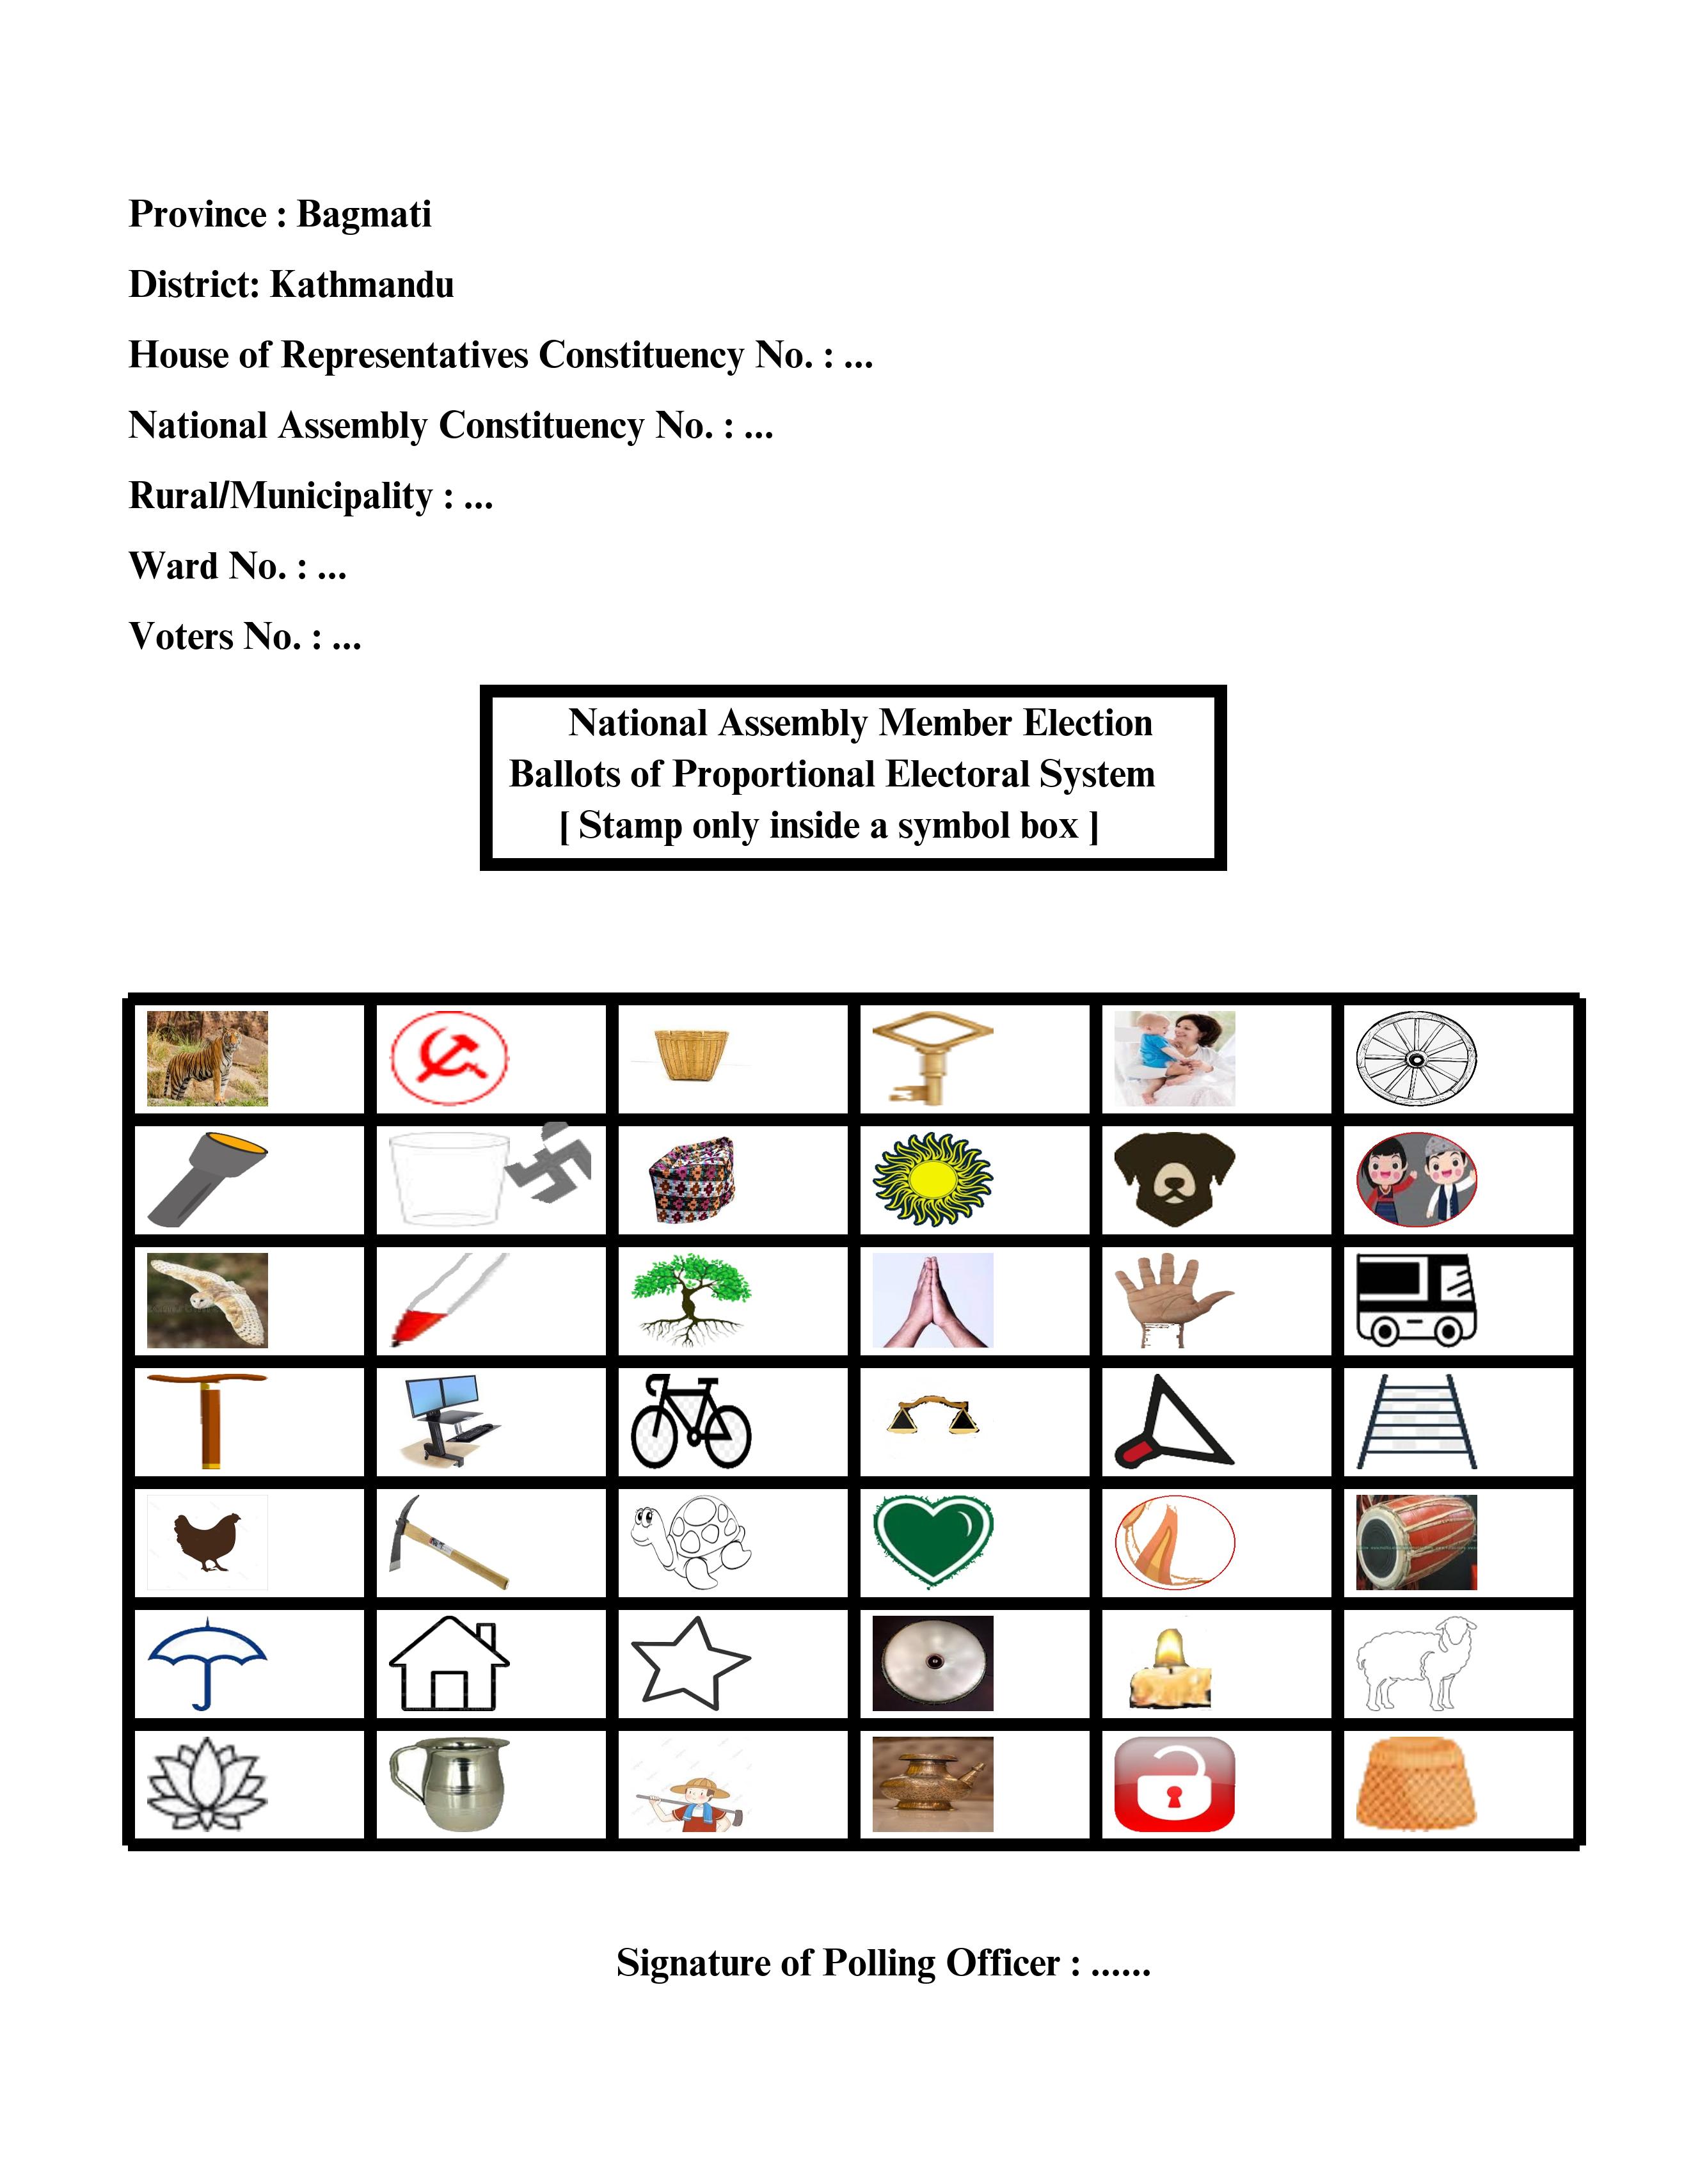 Province : Bagmati
District: Kathmandu
House of Representatives Constituency No. : ...
National Assembly Constituency No. : ...
Rural/Municipality : ...
Ward No. : ...
Voters No. : ...
National Assembly Member Election
Ballots of Proportional Electoral System
[ Stamp only inside a symbol box ]
Signature of Polling Officer : ......